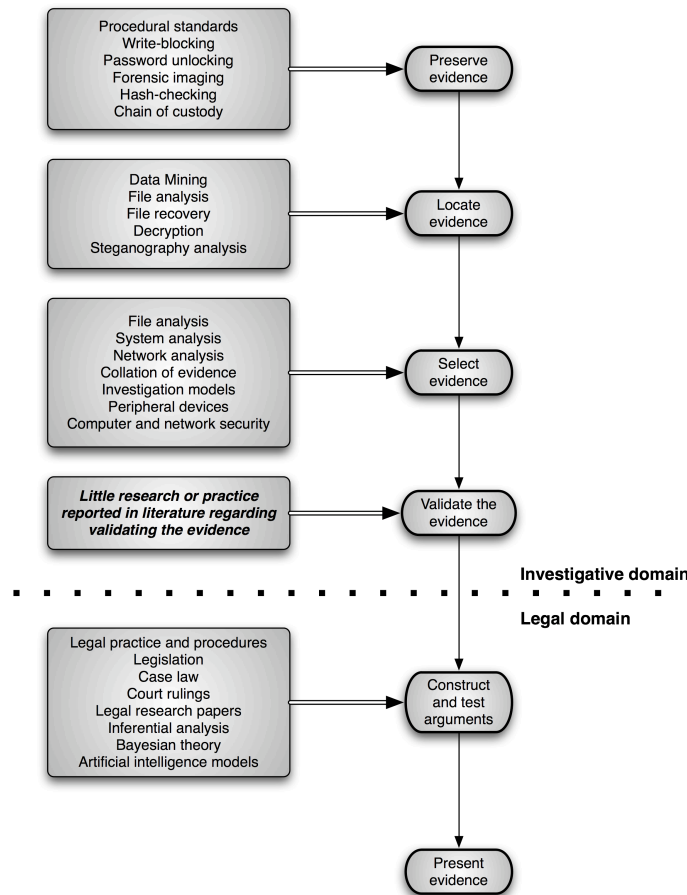 Procedural standards
Write-blocking
Password unlocking
Forensic imaging
Hash-checking
Chain of custody
Preserve
evidence
Data Mining
File analysis
File recovery
Decryption
Steganography analysis
Locate
evidence
File analysis
System analysis
Network analysis
Collation of evidence
Investigation models
Peripheral devices
Computer and network security
Select
evidence
Little research or practice
reported in literature regarding
validating the evidence
Validate the
evidence
Investigative domain
Legal domain
Legal practice and procedures
Legislation
Case law
Court rulings
Legal research papers
Inferential analysis
Bayesian theory
Artificial intelligence models
Construct
and test
arguments
Present
evidence